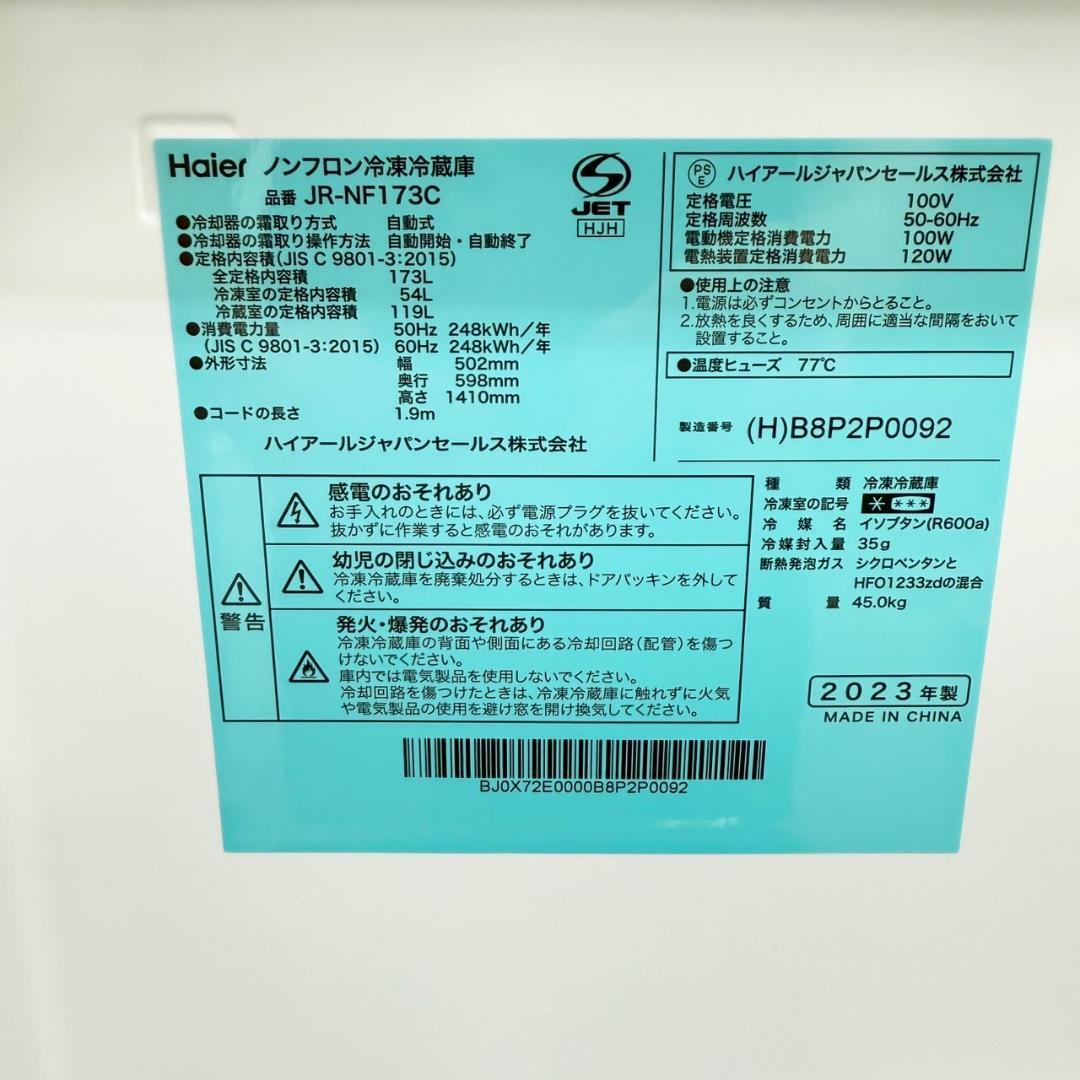 Haier ノンフロン冷凍冷蔵庫
品番 JR-NF173C
●冷却器の霜取り方式 自動式
●冷却器の霜取り操作方法 自動開始・自動終了
●定格内容積(JIS C 9801-3:2015)
全定格内容積 173L
冷凍室の定格内容積 54L
冷蔵室の定格内容積 119L
●消費電力量 50Hz 248kWh/年
(JIS C 9801-3:2015) 60Hz 248kWh/年
●外形寸法 幅 502mm
奥行 598mm
高さ 1410mm
●コードの長さ 1.9m
ハイアールジャパンセールス株式会社
JET
HJH
PSE ハイアールジャパンセールス株式会社
定格電圧 100V
定格周波数 50-60Hz
電動機定格消費電力 100W
電熱装置定格消費電力 120W
●使用上の注意
1.電源は必ずコンセントからとること。
2.放熱を良くするため、周囲に適当な間隔をおいて
設置すること。
●温度ヒューズ 77℃
製造番号 (H)B8P2P0092
警告
感電のおそれあり
お手入れのときには、必ず電源プラグを抜いてください。
抜かずに作業すると感電のおそれがあります。
幼児の閉じ込みのおそれあり
冷凍冷蔵庫を廃棄処分するときは、ドアパッキンを外して
ください。
発火・爆発のおそれあり
冷凍冷蔵庫の背面や側面にある冷却回路(配管)を傷つ
けないでください。
庫内では電気製品を使用しないでください。
冷却回路を傷つけたときは、冷凍冷蔵庫に触れずに火気
や電気製品の使用を避け窓を開け換気してください。
種類 冷凍冷蔵庫
冷凍室の記号 * ***
冷媒名 イソブタン(R600a)
冷媒封入量 35g
断熱発泡ガス シクロペンタンと
HFO1233zdの混合
質量 45.0kg
2023年製
MADE IN CHINA
BJ0X72E0000B8P2P0092